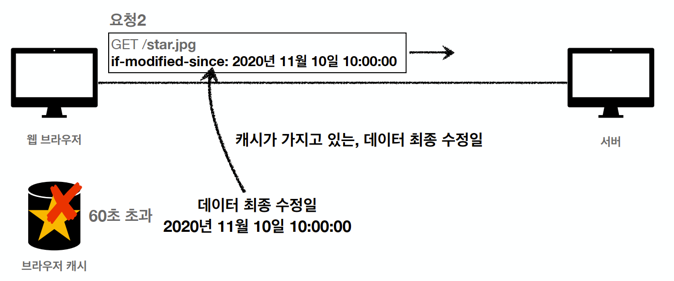 요청2
GET /star.jpg
if-modified-since: 2020년 11월 10일 10:00:00
웹 브라우저
캐시가 가지고 있는, 데이터 최종 수정일
서버
데이터 최종 수정일
2020년 11월 10일 10:00:00
60초 초과
브라우저 캐시